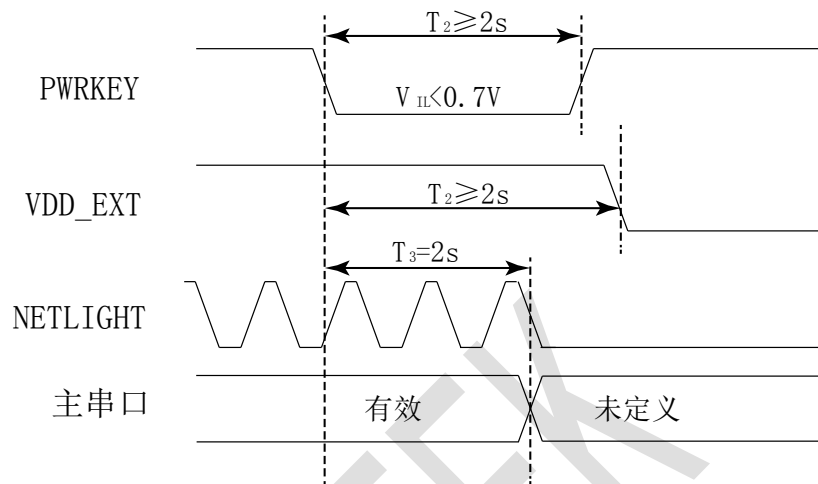 T2≥2s
PWRKEY
VIL<0.7V
VDD_EXT
T2≥2s
T3=2s
NETLIGHT
主串口
有效
未定义